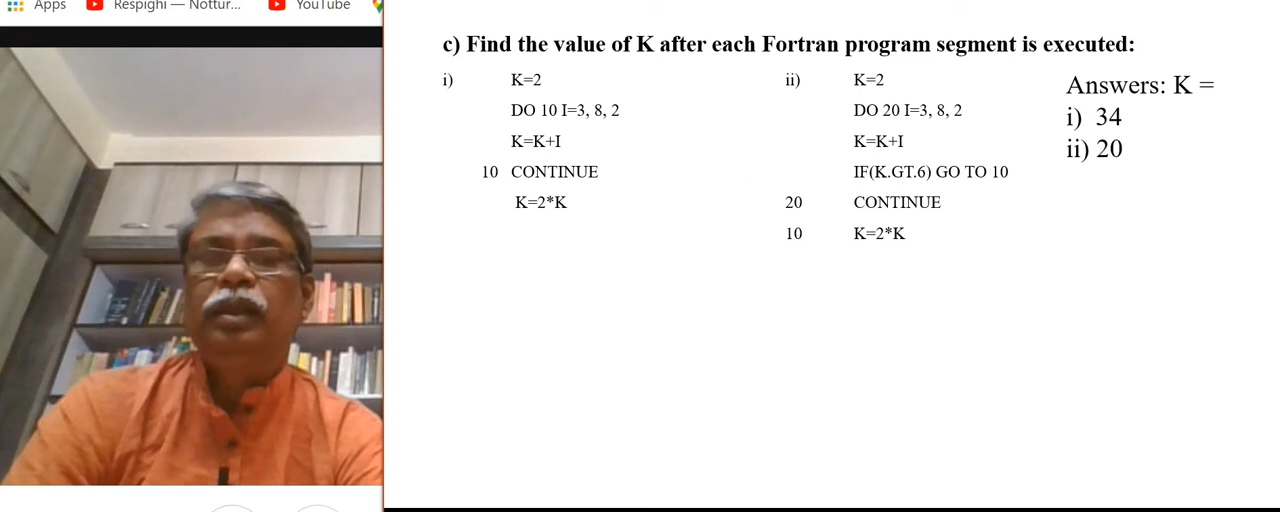 Apps Respighi — Nottur... YouTube
c) Find the value of K after each Fortran program segment is executed:
i) K=2
DO 10 I=3, 8, 2
K=K+I
10 CONTINUE
K=2*K
ii) K=2
DO 20 I=3, 8, 2
K=K+I
IF(K.GT.6) GO TO 10
20 CONTINUE
10 K=2*K
Answers: K =
i) 34
ii) 20